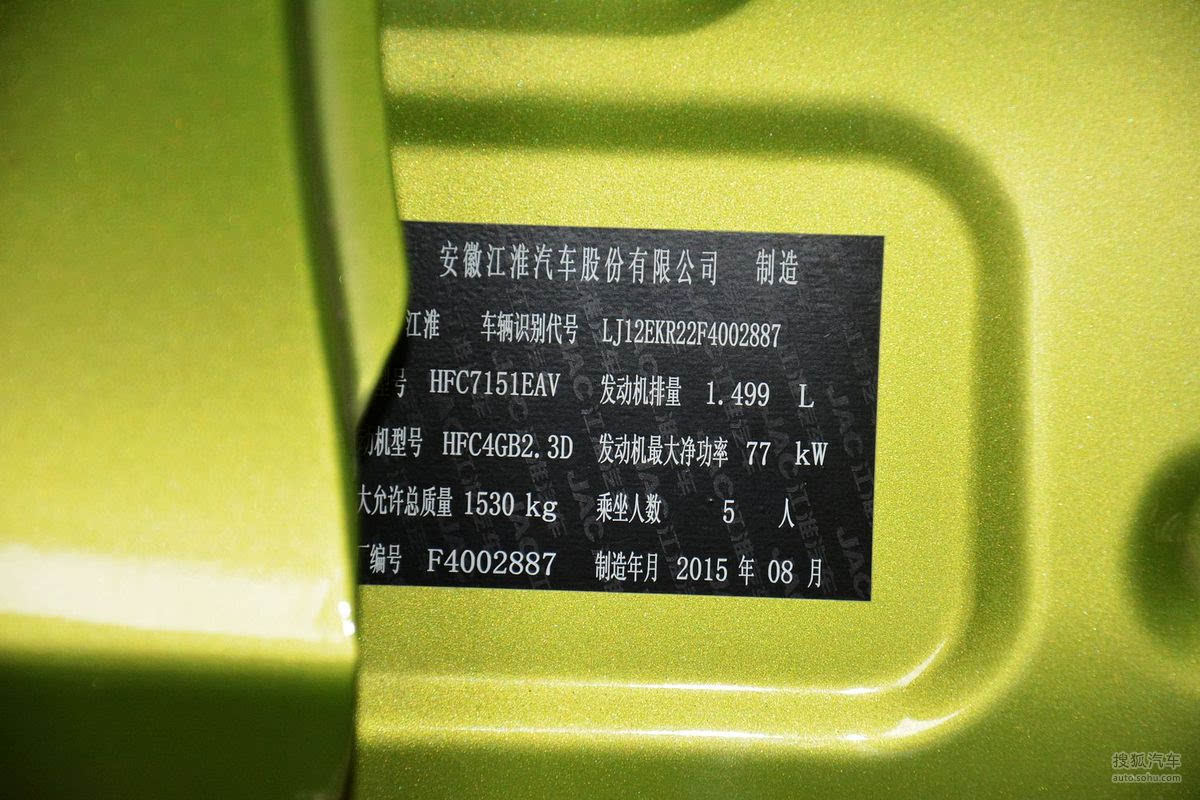 安徽江淮汽车股份有限公司 制造
江淮 车辆识别代号 LJ12EKR22F4002887
型号 HFC7151EAV 发动机排量 1.499 L
动机型号 HFC4GB2.3D 发动机最大净功率 77 kW
大允许总质量 1530 kg 乘坐人数 5 人
厂编号 F4002887 制造年月 2015 年 08 月
搜狐汽车
auto.sohu.com